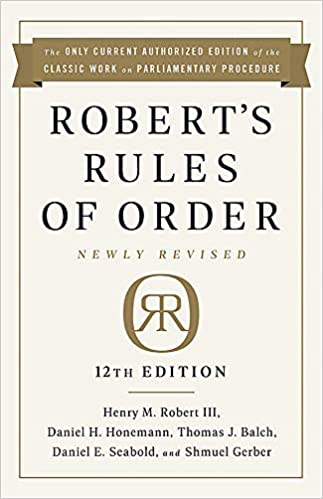 The ONLY CURRENT AUTHORIZED EDITION of the
CLASSIC WORK on PARLIAMENTARY PROCEDURE
ROBERT'S
RULES
OF ORDER
NEWLY REVISED
RR
12TH EDITION
Henry M. Robert III,
Daniel H. Honemann, Thomas J. Balch,
Daniel E. Seabold, and Shmuel Gerber